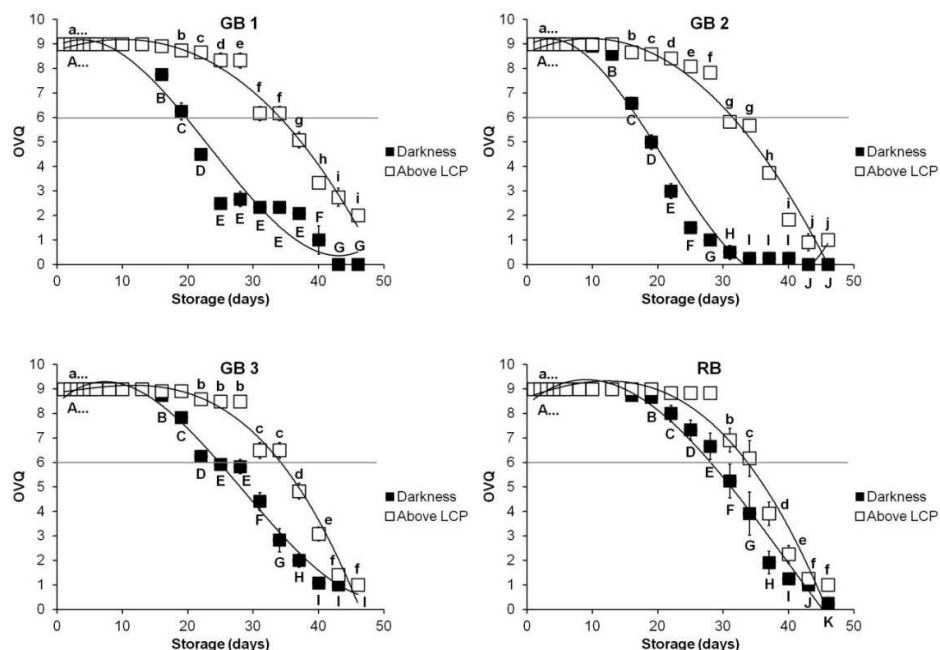 GB 1
OVQ
10
9
8
7
6
5
4
3
2
1
0
a...
b
c
d
e
f
f
g
h
i
i
A...
B
C
D
E
E
E
E
E
F
G
G
0 10 20 30 40 50
Storage (days)
Darkness
Above LCP
GB 2
OVQ
10
9
8
7
6
5
4
3
2
1
0
a...
b
c
d
e
f
g
g
h
i
j
j
A...
B
C
D
E
F
G
H
I
I
I
J
J
0 10 20 30 40 50
Storage (days)
Darkness
Above LCP
GB 3
OVQ
10
9
8
7
6
5
4
3
2
1
0
a...
b
b
b
c
c
d
e
f
f
A...
B
C
D
E
E
F
G
H
I
I
I
0 10 20 30 40 50
Storage (days)
Darkness
Above LCP
RB
OVQ
10
9
8
7
6
5
4
3
2
1
0
a...
b
c
d
e
f
f
A...
B
C
D
E
F
G
H
I
J
K
0 10 20 30 40 50
Storage (days)
Darkness
Above LCP